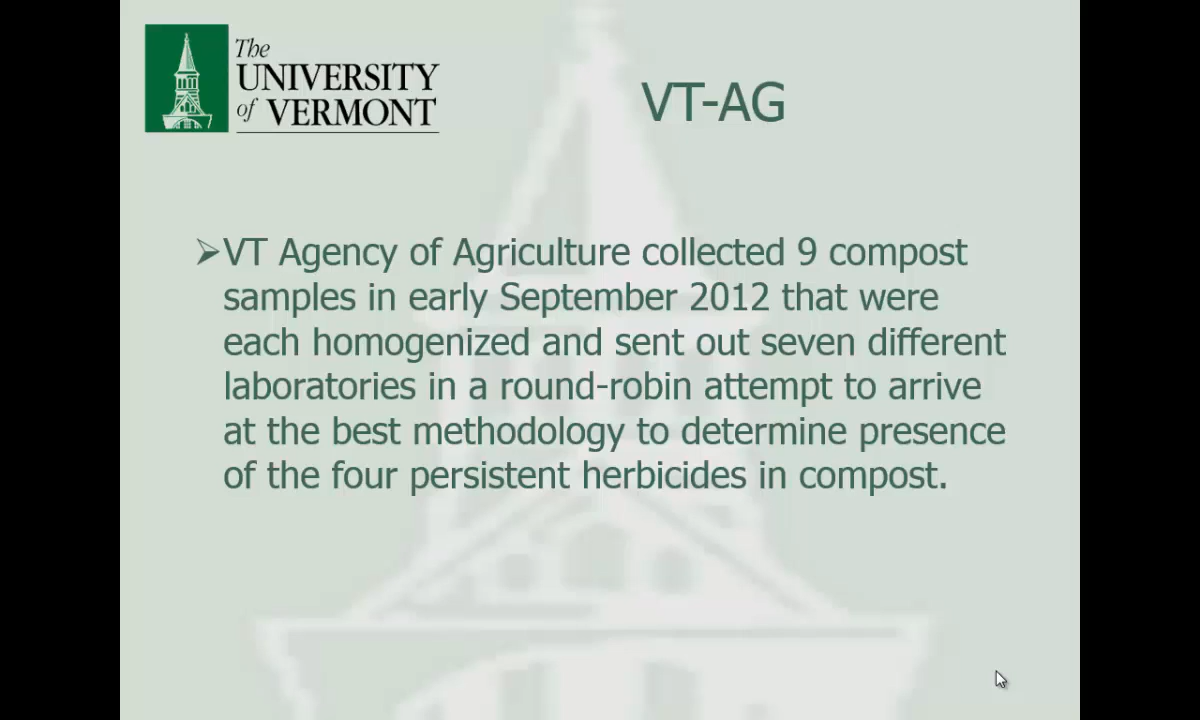 The
UNIVERSITY
of VERMONT
VT-AG
➢VT Agency of Agriculture collected 9 compost
samples in early September 2012 that were
each homogenized and sent out seven different
laboratories in a round-robin attempt to arrive
at the best methodology to determine presence
of the four persistent herbicides in compost.